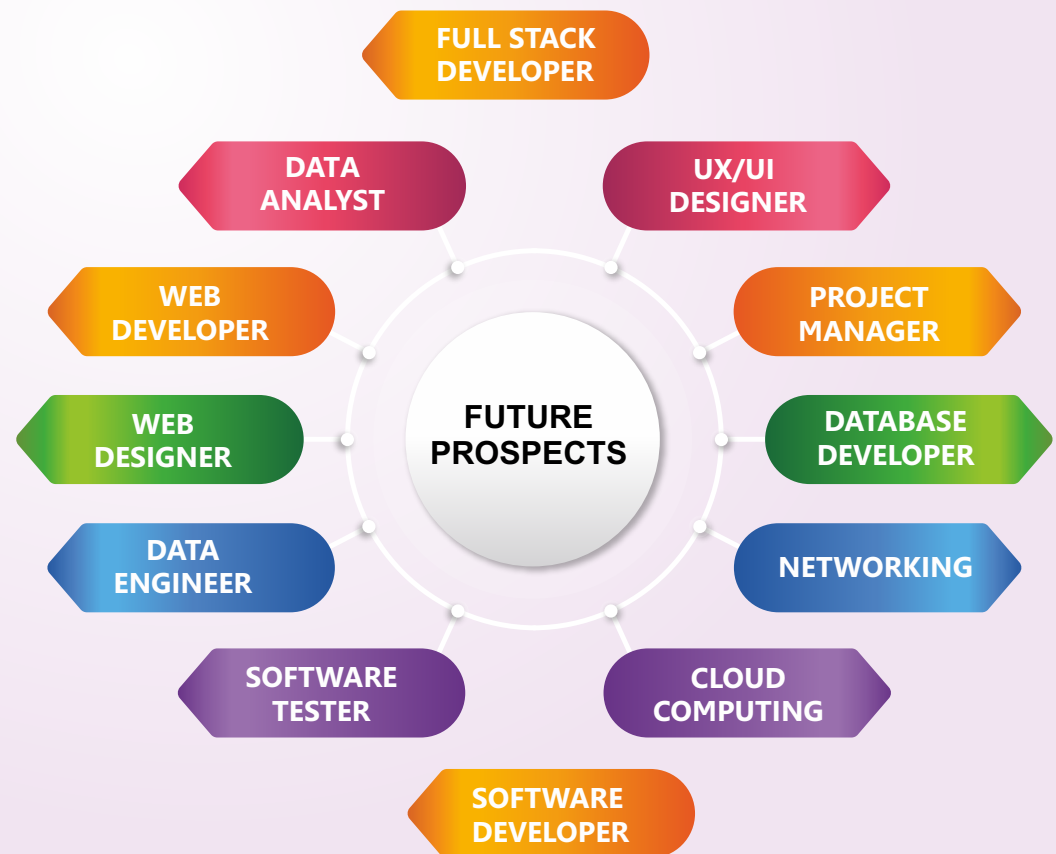 FULL STACK
DEVELOPER
DATA
ANALYST
UX/UI
DESIGNER
WEB
DEVELOPER
PROJECT
MANAGER
FUTURE
PROSPECTS
WEB
DESIGNER
DATABASE
DEVELOPER
DATA
ENGINEER
NETWORKING
SOFTWARE
TESTER
CLOUD
COMPUTING
SOFTWARE
DEVELOPER